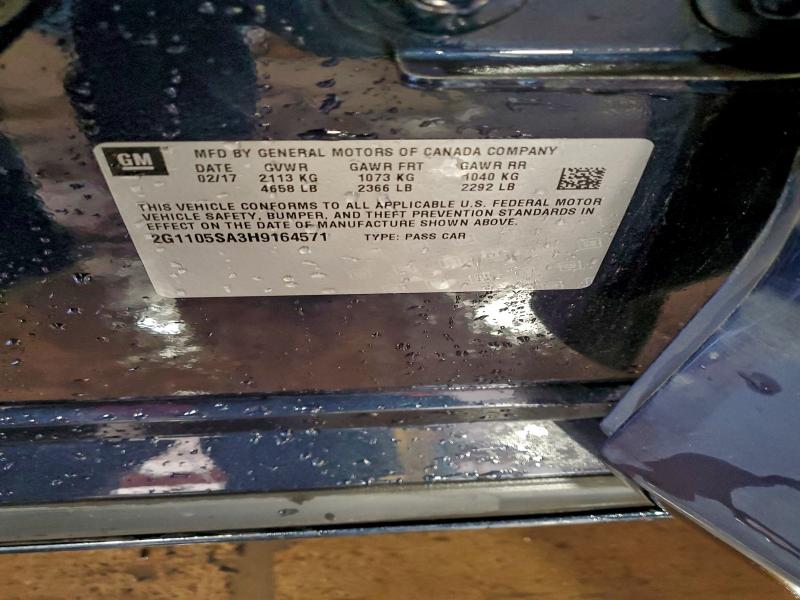 GM
MFD BY GENERAL MOTORS OF CANADA COMPANY
DATE GVWR GAWR FRT GAWR RR
02/17 2113 KG 1073 KG 1040 KG
4658 LB 2366 LB 2292 LB
THIS VEHICLE CONFORMS TO ALL APPLICABLE U.S. FEDERAL MOTOR
VEHICLE SAFETY, BUMPER, AND THEFT PREVENTION STANDARDS IN
EFFECT ON THE DATE OF MANUFACTURE SHOWN ABOVE.
2G1105SA3H9164571 TYPE: PASS CAR